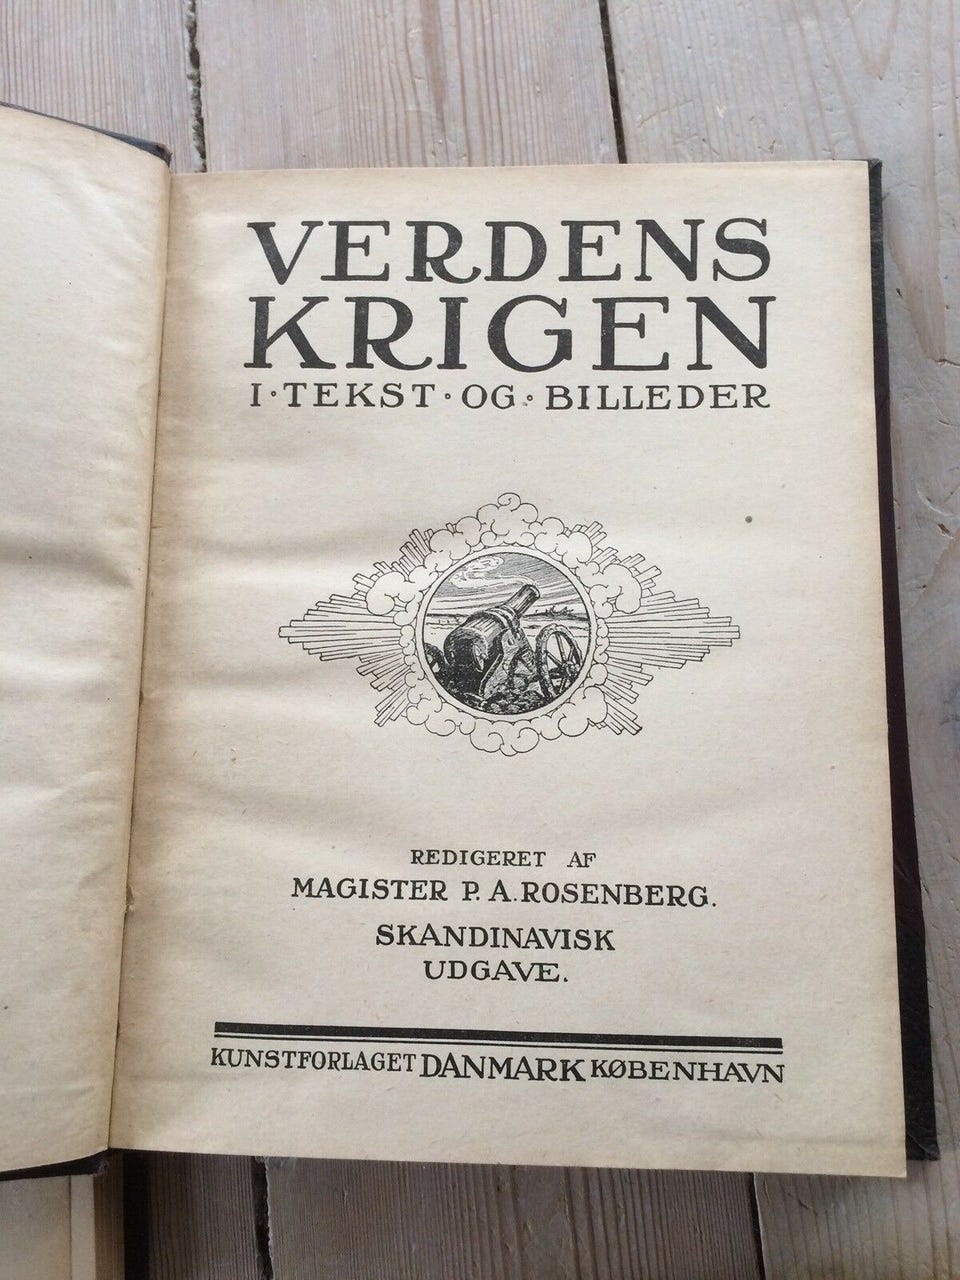 VERDENS
KRIGEN
I · TEKST · OG · BILLEDER
REDIGERET AF
MAGISTER P. A. ROSENBERG.
SKANDINAVISK
UDGAVE.
KUNSTFORLAGET DANMARK KØBENHAVN